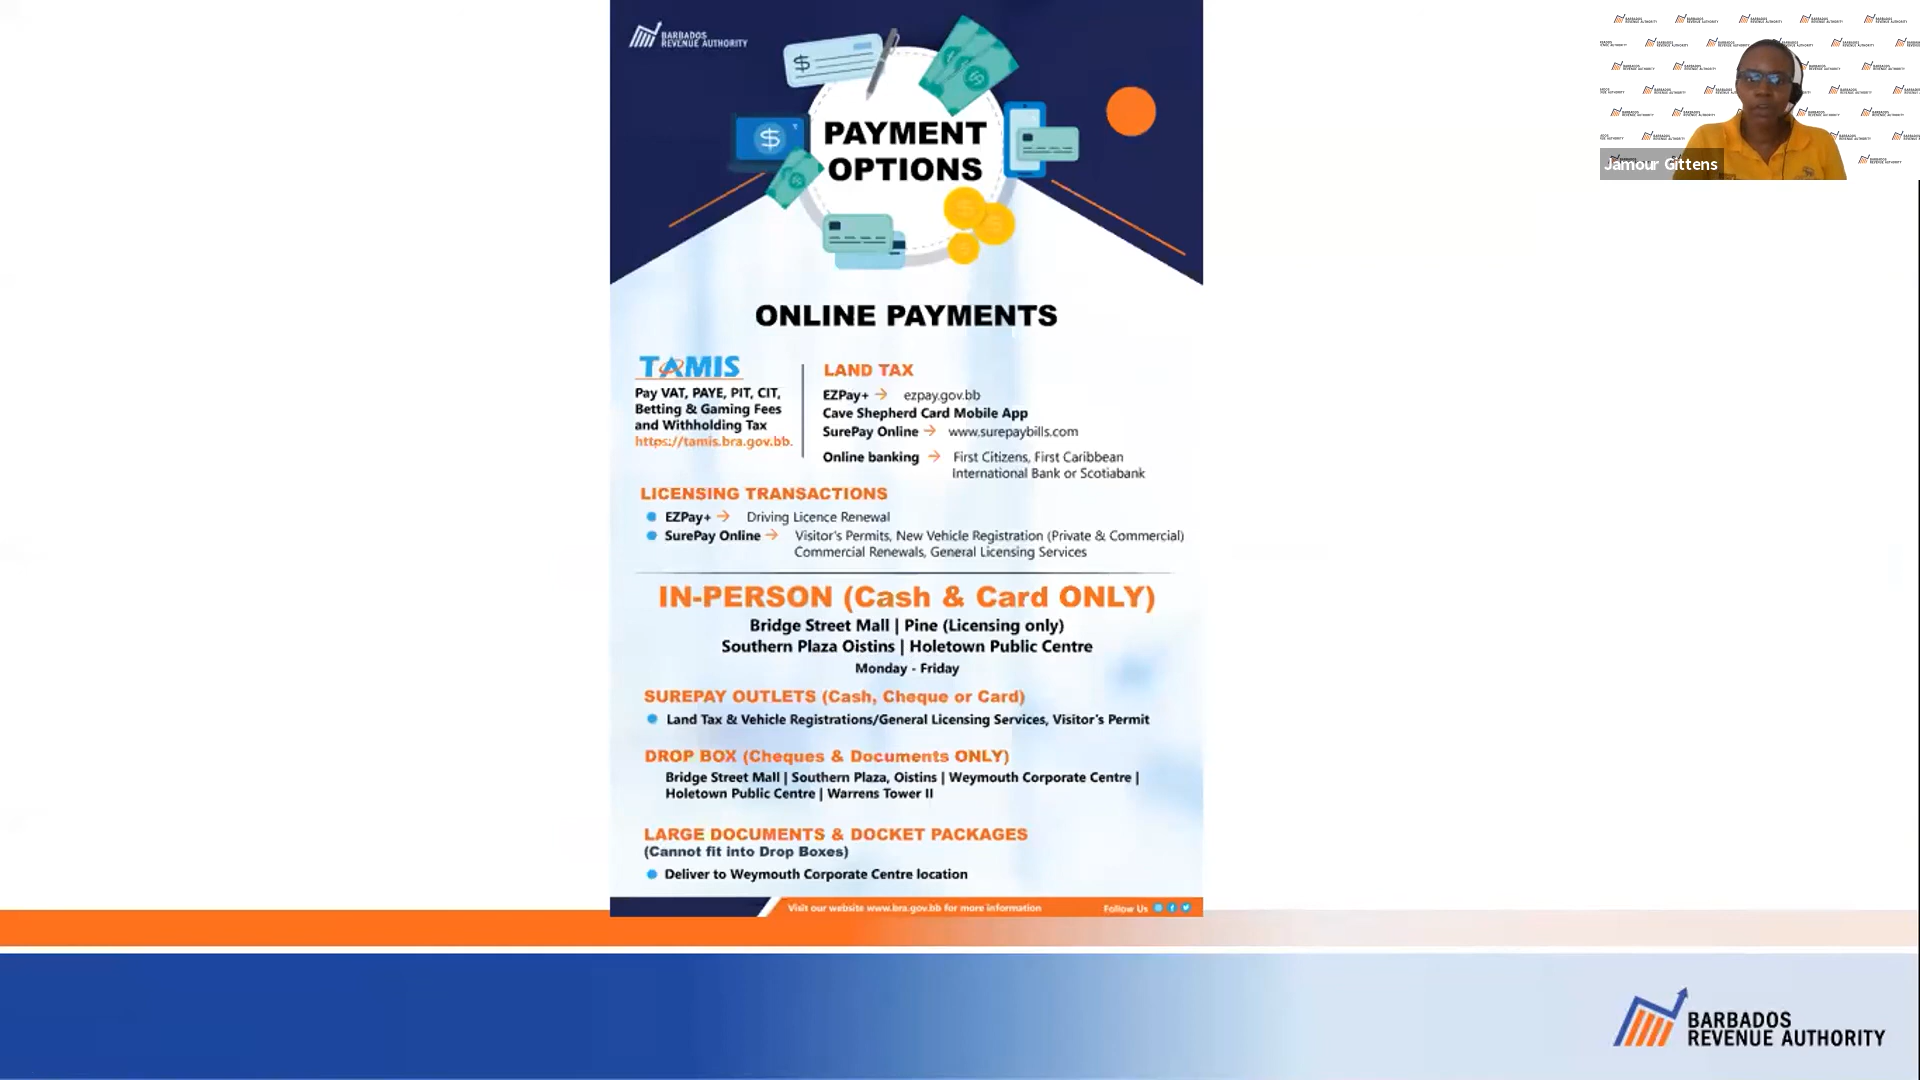 BARBADOS
REVENUE AUTHORITY
PAYMENT
OPTIONS
Jamour Gittens
ONLINE PAYMENTS
TAMIS
Pay VAT, PAYE, PIT, CIT,
Betting & Gaming Fees
and Withholding Tax
https://tamis.bra.gov.bb.
LAND TAX
EZPay+ → ezpay.gov.bb
Cave Shepherd Card Mobile App
SurePay Online → www.surepaybills.com
Online banking → First Citizens, First Caribbean
International Bank or Scotiabank
LICENSING TRANSACTIONS
EZPay+ → Driving Licence Renewal
SurePay Online → Visitor's Permits, New Vehicle Registration (Private & Commercial)
Commercial Renewals, General Licensing Services
IN-PERSON (Cash & Card ONLY)
Bridge Street Mall | Pine (Licensing only)
Southern Plaza Oistins | Holetown Public Centre
Monday - Friday
SUREPAY OUTLETS (Cash, Cheque or Card)
Land Tax & Vehicle Registrations/General Licensing Services, Visitor's Permit
DROP BOX (Cheques & Documents ONLY)
Bridge Street Mall | Southern Plaza, Oistins | Weymouth Corporate Centre |
Holetown Public Centre | Warrens Tower II
LARGE DOCUMENTS & DOCKET PACKAGES
(Cannot fit into Drop Boxes)
Deliver to Weymouth Corporate Centre location
Visit our website www.bra.gov.bb for more information
Follow Us
BARBADOS
REVENUE AUTHORITY